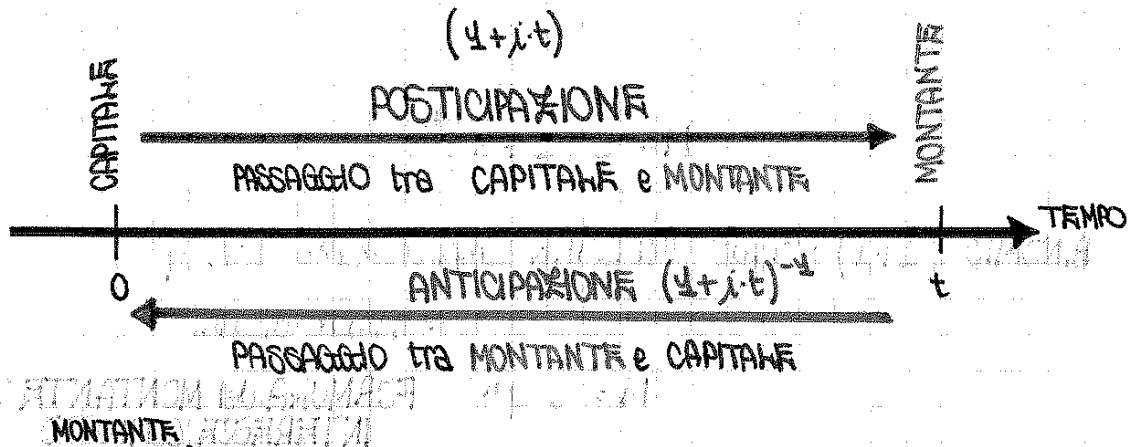 (1+i·t)
CAPITALE
POSTICIPAZIONE
MONTANTE
PASSAGGIO tra CAPITALE e MONTANTE
TEMPO
0
ANTICIPAZIONE (1+i·t)⁻¹
t
PASSAGGIO tra MONTANTE e CAPITALE
MONTANTE